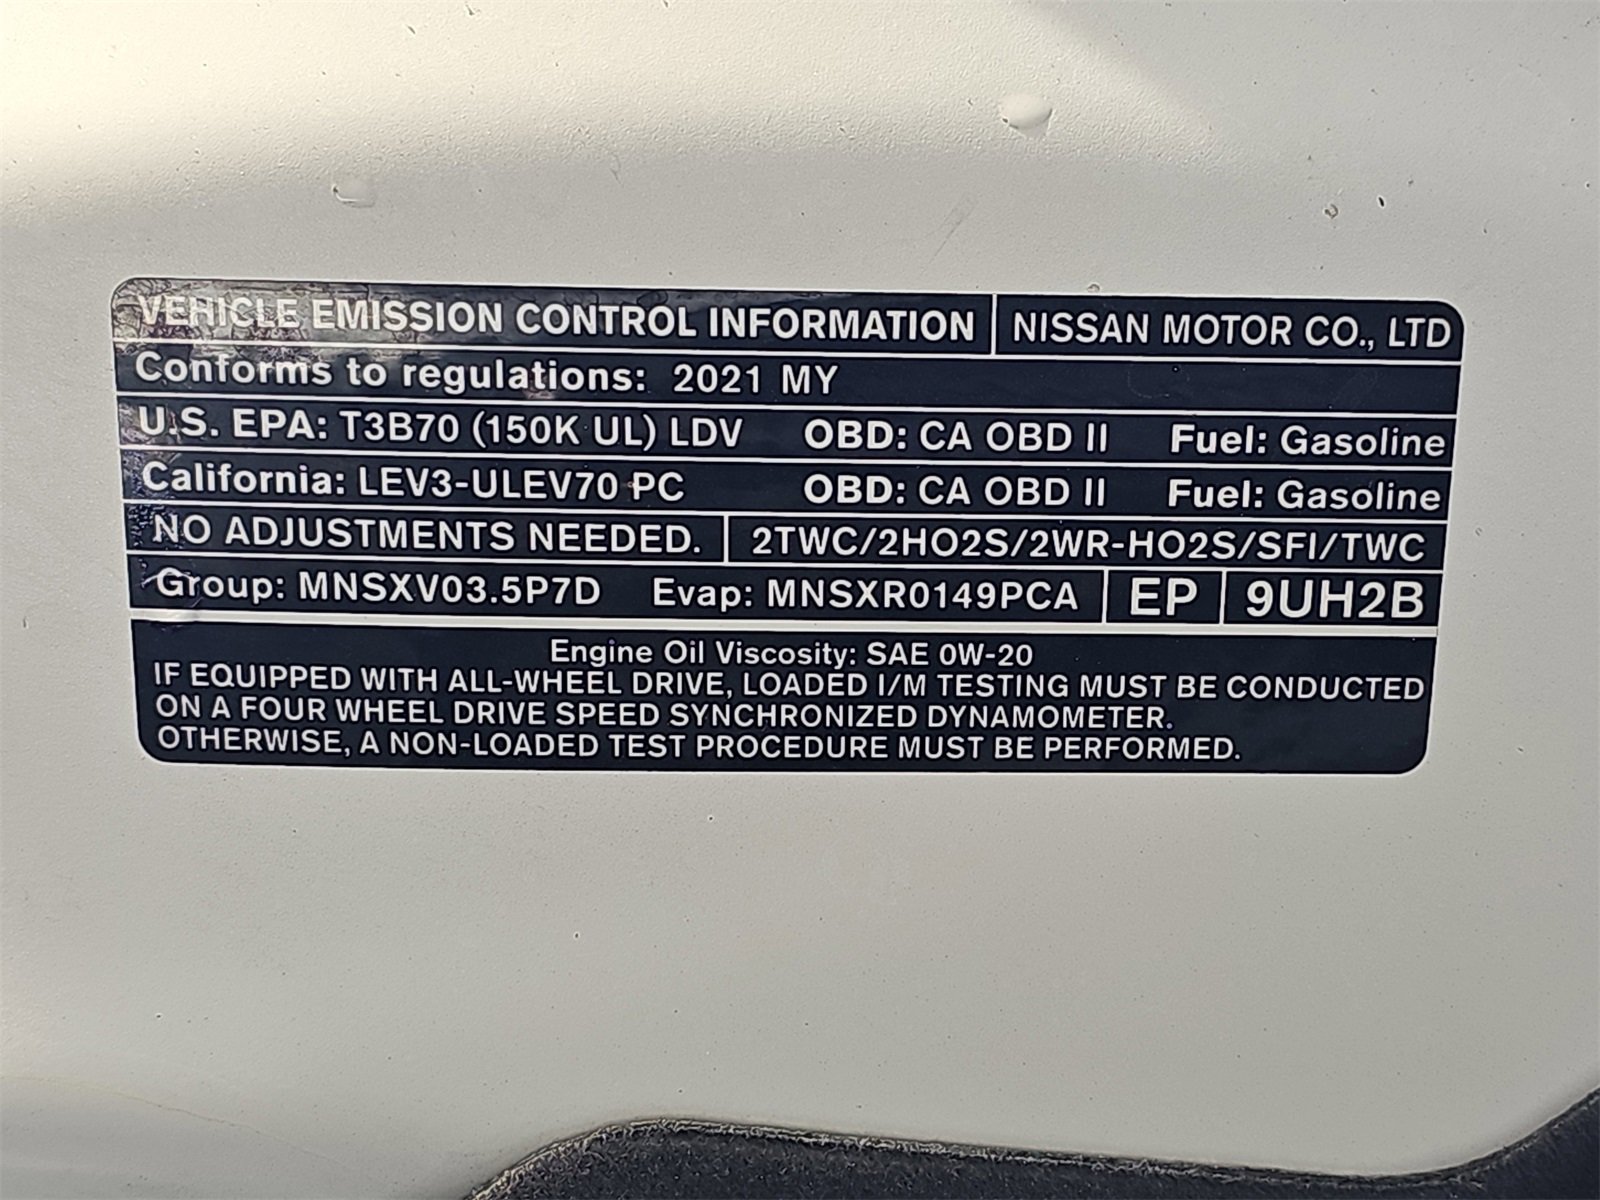 VEHICLE EMISSION CONTROL INFORMATION NISSAN MOTOR CO., LTD
Conforms to regulations: 2021 MY
U.S. EPA: T3B70 (150K UL) LDV OBD: CA OBD II Fuel: Gasoline
California: LEV3-ULEV70 PC OBD: CA OBD II Fuel: Gasoline
NO ADJUSTMENTS NEEDED. 2TWC/2HO2S/2WR-HO2S/SFI/TWC
Group: MNSXV03.5P7D Evap: MNSXR0149PCA EP 9UH2B
Engine Oil Viscosity: SAE 0W-20
IF EQUIPPED WITH ALL-WHEEL DRIVE, LOADED I/M TESTING MUST BE CONDUCTED
ON A FOUR WHEEL DRIVE SPEED SYNCHRONIZED DYNAMOMETER.
OTHERWISE, A NON-LOADED TEST PROCEDURE MUST BE PERFORMED.